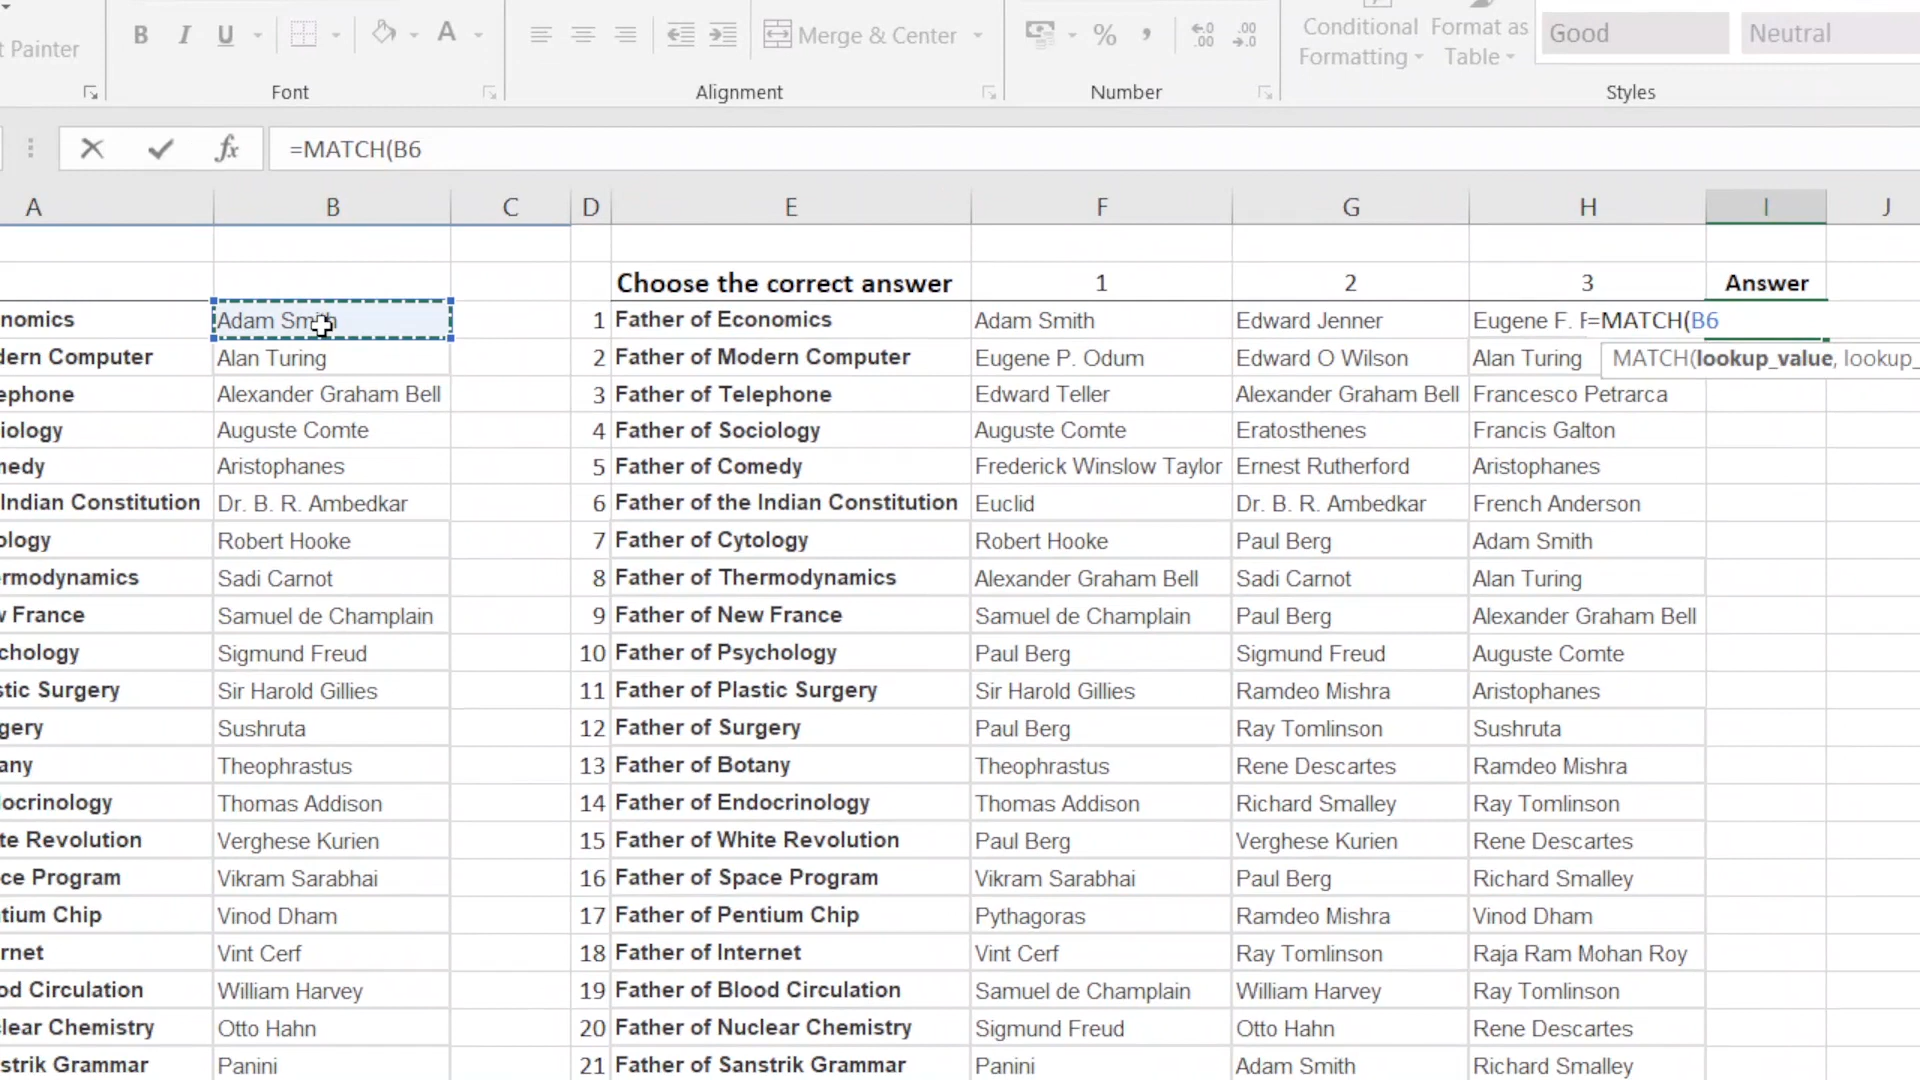 t Painter
B I U A
Merge & Center
% , .0 .00 .00 .0
Conditional Formatting
Format as Table
Good Neutral
Font Alignment Number Styles
fx =MATCH(B6
A B C D E F G H I J
Choose the correct answer 1 2 3 Answer
nomics Adam Smith 1 Father of Economics Adam Smith Edward Jenner Eugene F. F =MATCH(B6
dern Computer Alan Turing 2 Father of Modern Computer Eugene P. Odum Edward O Wilson Alan Turing MATCH(lookup_value, lookup_
ephone Alexander Graham Bell 3 Father of Telephone Edward Teller Alexander Graham Bell Francesco Petrarca
iology Auguste Comte 4 Father of Sociology Auguste Comte Eratosthenes Francis Galton
medy Aristophanes 5 Father of Comedy Frederick Winslow Taylor Ernest Rutherford Aristophanes
Indian Constitution Dr. B. R. Ambedkar 6 Father of the Indian Constitution Euclid Dr. B. R. Ambedkar French Anderson
ology Robert Hooke 7 Father of Cytology Robert Hooke Paul Berg Adam Smith
ermodynamics Sadi Carnot 8 Father of Thermodynamics Alexander Graham Bell Sadi Carnot Alan Turing
w France Samuel de Champlain 9 Father of New France Samuel de Champlain Paul Berg Alexander Graham Bell
chology Sigmund Freud 10 Father of Psychology Paul Berg Sigmund Freud Auguste Comte
stic Surgery Sir Harold Gillies 11 Father of Plastic Surgery Sir Harold Gillies Ramdeo Mishra Aristophanes
gery Sushruta 12 Father of Surgery Paul Berg Ray Tomlinson Sushruta
any Theophrastus 13 Father of Botany Theophrastus Rene Descartes Ramdeo Mishra
docrinology Thomas Addison 14 Father of Endocrinology Thomas Addison Richard Smalley Ray Tomlinson
te Revolution Verghese Kurien 15 Father of White Revolution Paul Berg Verghese Kurien Rene Descartes
ce Program Vikram Sarabhai 16 Father of Space Program Vikram Sarabhai Paul Berg Richard Smalley
tium Chip Vinod Dham 17 Father of Pentium Chip Pythagoras Ramdeo Mishra Vinod Dham
rnet Vint Cerf 18 Father of Internet Vint Cerf Ray Tomlinson Raja Ram Mohan Roy
od Circulation William Harvey 19 Father of Blood Circulation Samuel de Champlain William Harvey Ray Tomlinson
clear Chemistry Otto Hahn 20 Father of Nuclear Chemistry Sigmund Freud Otto Hahn Rene Descartes
nstrik Grammar Panini 21 Father of Sanstrik Grammar Panini Adam Smith Richard Smalley